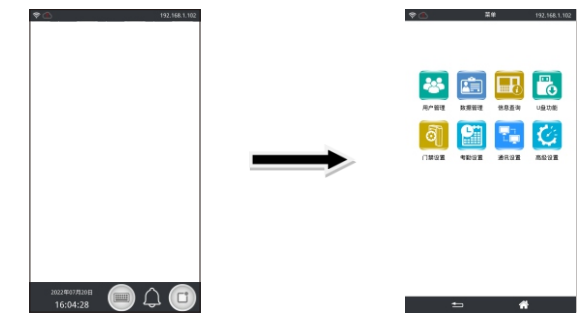 192.168.1.102
2022年07月20日
16:04:28
菜单
192.168.1.102
用户管理 数据管理 信息查询 U盘功能
门禁设置 考勤设置 通讯设置 高级设置